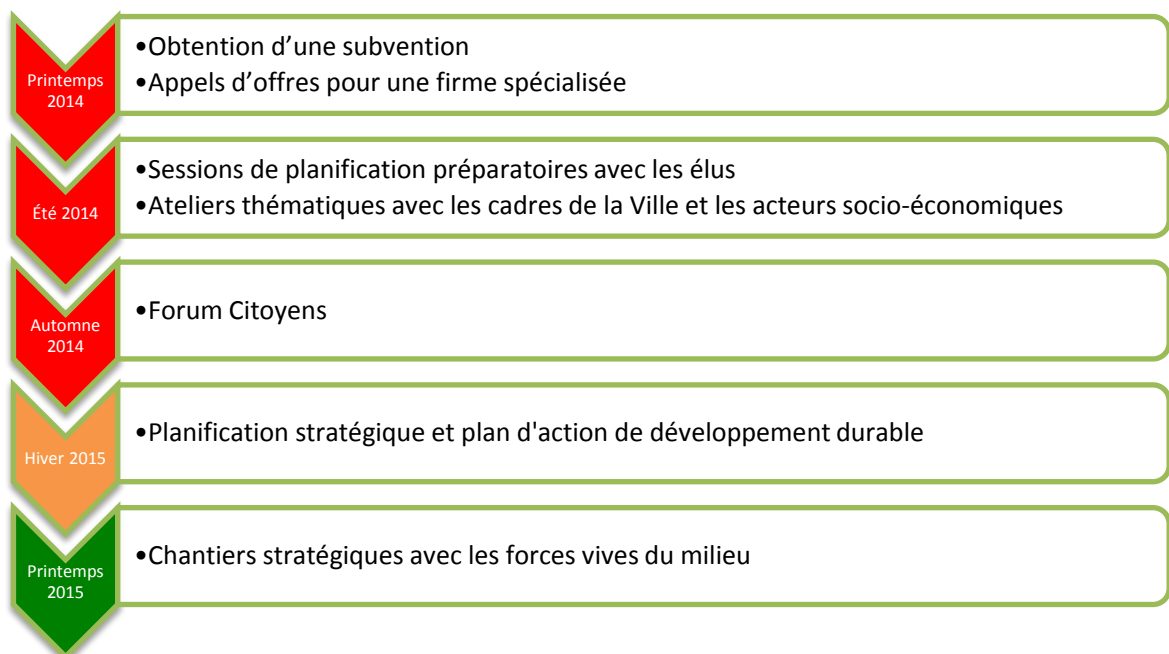 Printemps
2014
•Obtention d’une subvention
•Appels d’offres pour une firme spécialisée
Été 2014
•Sessions de planification préparatoires avec les élus
•Ateliers thématiques avec les cadres de la Ville et les acteurs socio-économiques
Automne
2014
•Forum Citoyens
Hiver 2015
•Planification stratégique et plan d'action de développement durable
Printemps
2015
•Chantiers stratégiques avec les forces vives du milieu